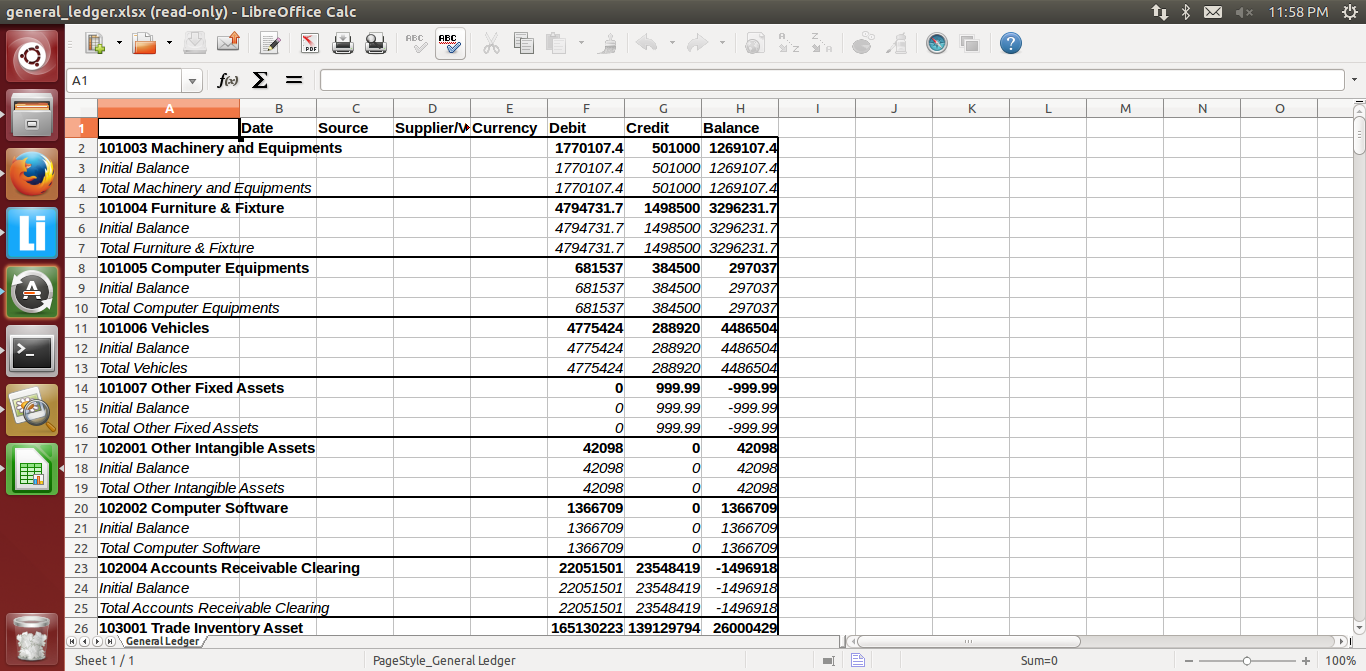 general_ledger.xlsx (read-only) - LibreOffice Calc 11:58 PM
PDF ABC ABC
A1 f(x) Σ =
A B C D E F G H I J K L M N O
1 Date Source Supplier/V Currency Debit Credit Balance
2 101003 Machinery and Equipments 1770107.4 501000 1269107.4
3 Initial Balance 1770107.4 501000 1269107.4
4 Total Machinery and Equipments 1770107.4 501000 1269107.4
5 101004 Furniture & Fixture 4794731.7 1498500 3296231.7
6 Initial Balance 4794731.7 1498500 3296231.7
7 Total Furniture & Fixture 4794731.7 1498500 3296231.7
8 101005 Computer Equipments 681537 384500 297037
9 Initial Balance 681537 384500 297037
10 Total Computer Equipments 681537 384500 297037
11 101006 Vehicles 4775424 288920 4486504
12 Initial Balance 4775424 288920 4486504
13 Total Vehicles 4775424 288920 4486504
14 101007 Other Fixed Assets 0 999.99 -999.99
15 Initial Balance 0 999.99 -999.99
16 Total Other Fixed Assets 0 999.99 -999.99
17 102001 Other Intangible Assets 42098 0 42098
18 Initial Balance 42098 0 42098
19 Total Other Intangible Assets 42098 0 42098
20 102002 Computer Software 1366709 0 1366709
21 Initial Balance 1366709 0 1366709
22 Total Computer Software 1366709 0 1366709
23 102004 Accounts Receivable Clearing 22051501 23548419 -1496918
24 Initial Balance 22051501 23548419 -1496918
25 Total Accounts Receivable Clearing 22051501 23548419 -1496918
26 103001 Trade Inventory Asset 165130223 139129794 26000429
General Ledger
Sheet 1 / 1 PageStyle_General Ledger Sum=0 100%